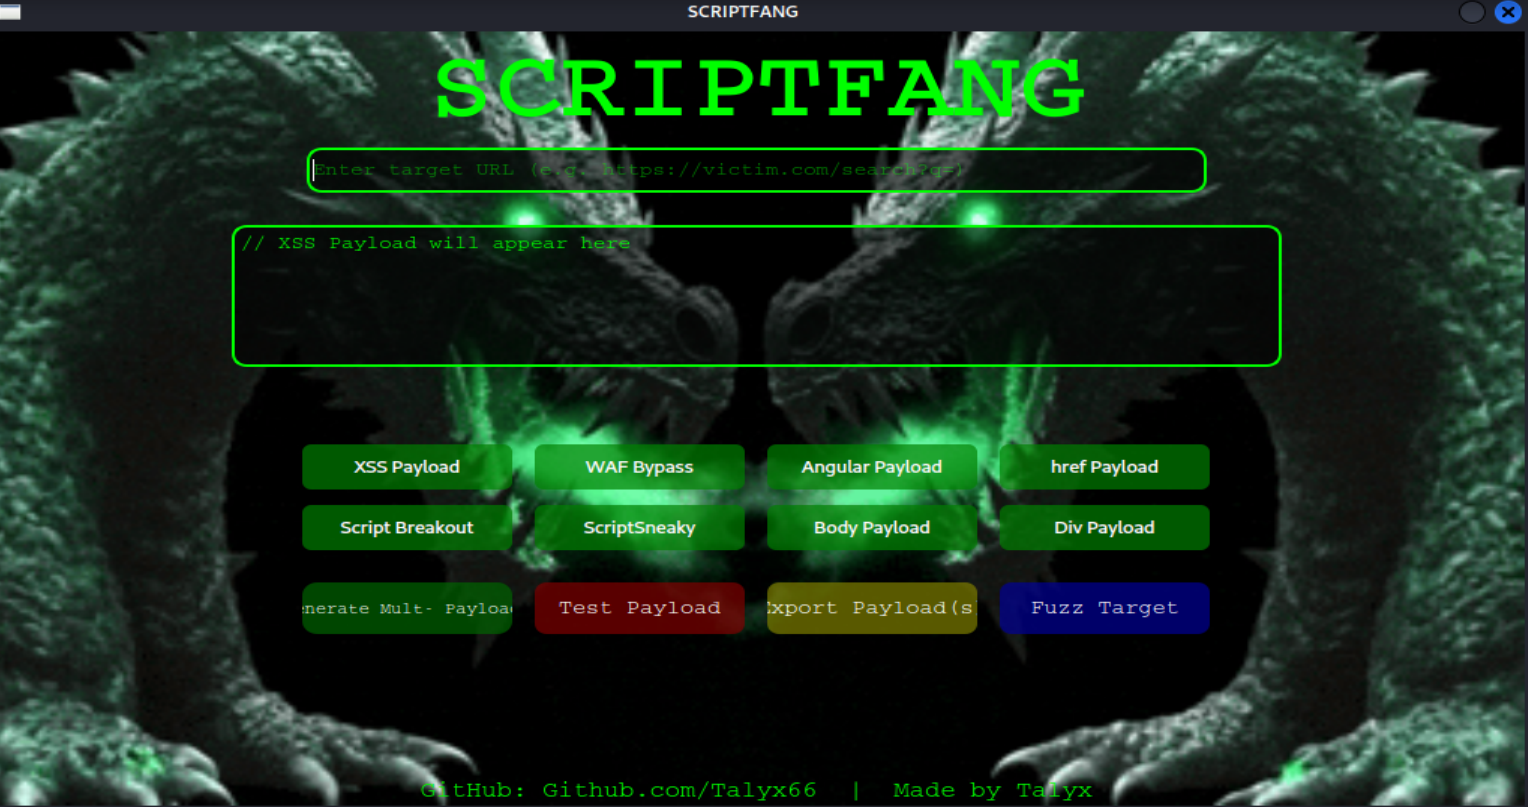 SCRIPTFANG
SCRIPTFANG
Enter target URL (e.g. https://victim.com/search?q=)
// XSS Payload will appear here
XSS Payload WAF Bypass Angular Payload href Payload
Script Breakout ScriptSneaky Body Payload Div Payload
enerate Mult- Payload Test Payload Export Payload(s Fuzz Target
GitHub: Github.com/Talyx66 | Made by Talyx